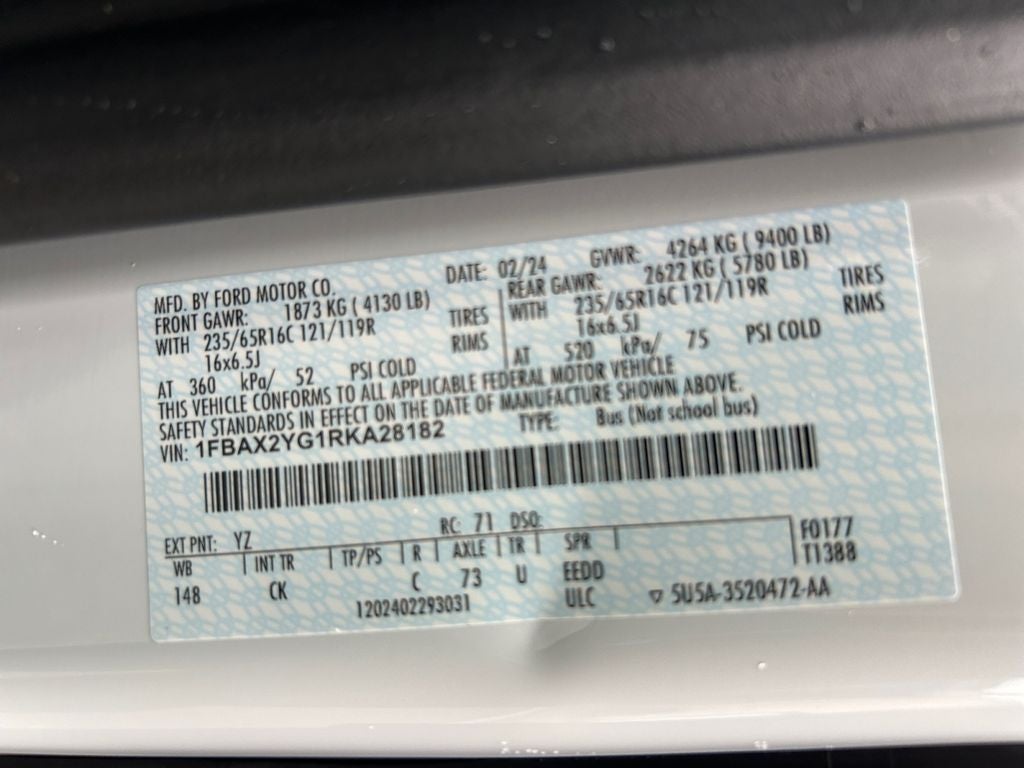 MFD. BY FORD MOTOR CO. DATE: 02/24 GVWR: 4264 KG ( 9400 LB)
FRONT GAWR: 1873 KG ( 4130 LB) REAR GAWR: 2622 KG ( 5780 LB)
WITH 235/65R16C 121/119R TIRES WITH 235/65R16C 121/119R TIRES
16x6.5J RIMS 16x6.5J RIMS
AT 360 kPa/ 52 PSI COLD AT 520 kPa/ 75 PSI COLD
THIS VEHICLE CONFORMS TO ALL APPLICABLE FEDERAL MOTOR VEHICLE
SAFETY STANDARDS IN EFFECT ON THE DATE OF MANUFACTURE SHOWN ABOVE.
VIN: 1FBAX2YG1RKA28182 TYPE: Bus (Not school bus)
EXT PNT: YZ RC: 71 DSO: F0177
WB INT TR TP/PS R AXLE TR SPR T1388
148 CK C 73 U EEDD
1202402293031 ULC ▽ 5U5A-3520472-AA